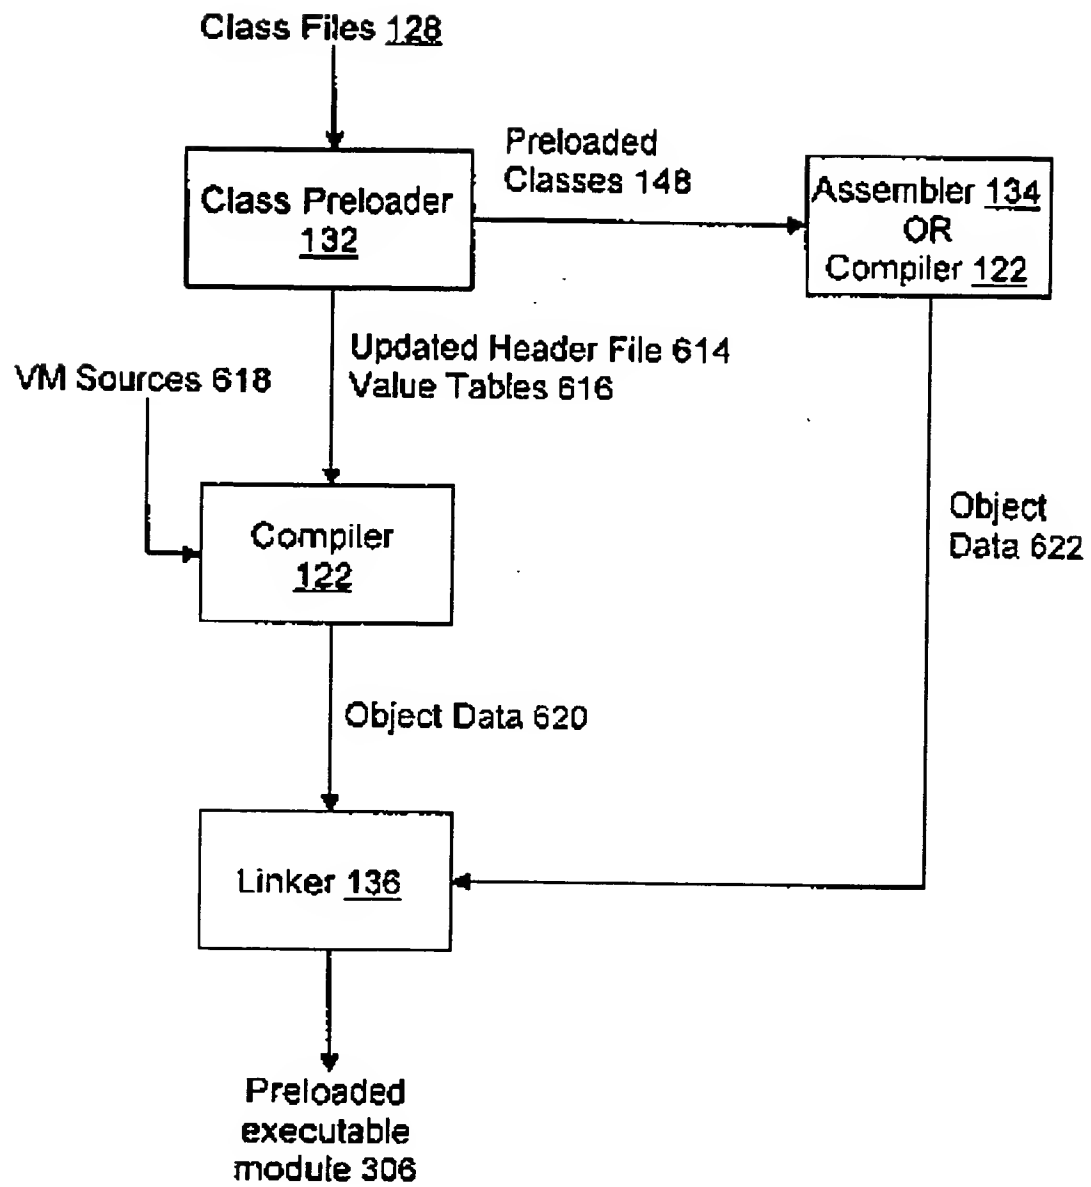 Class Files 128
Preloaded
Classes 148
Class Preloader
132
Assembler 134
OR
Compiler 122
Updated Header File 614
Value Tables 616
VM Sources 618
Compiler
122
Object
Data 622
Object Data 620
Linker 136
Preloaded
executable
module 306